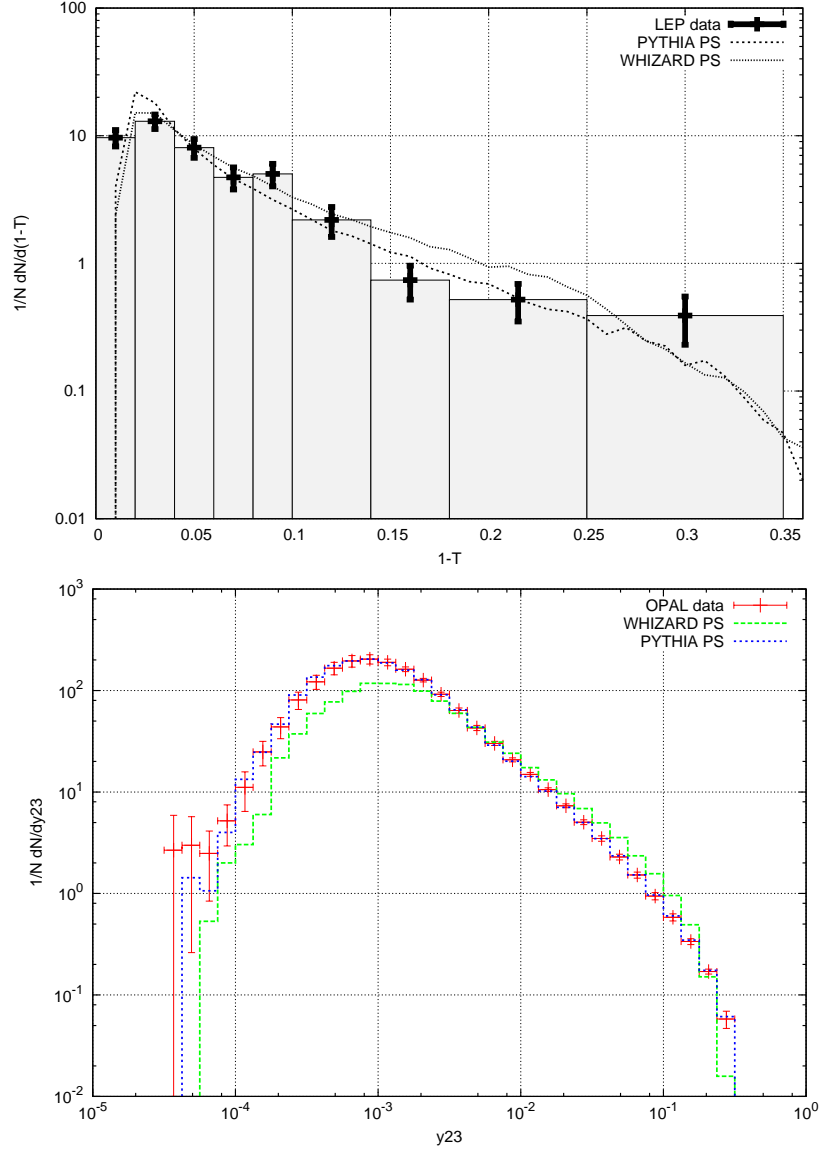 100
10
1
0.1
0.01
1/N dN/d(1-T)
LEP data
PYTHIA PS
WHIZARD PS
0 0.05 0.1 0.15 0.2 0.25 0.3 0.35
1-T
10^3
10^2
10^1
10^0
10^-1
10^-2
1/N dN/dy23
OPAL data
WHIZARD PS
PYTHIA PS
10^-5 10^-4 10^-3 10^-2 10^-1 10^0
y23